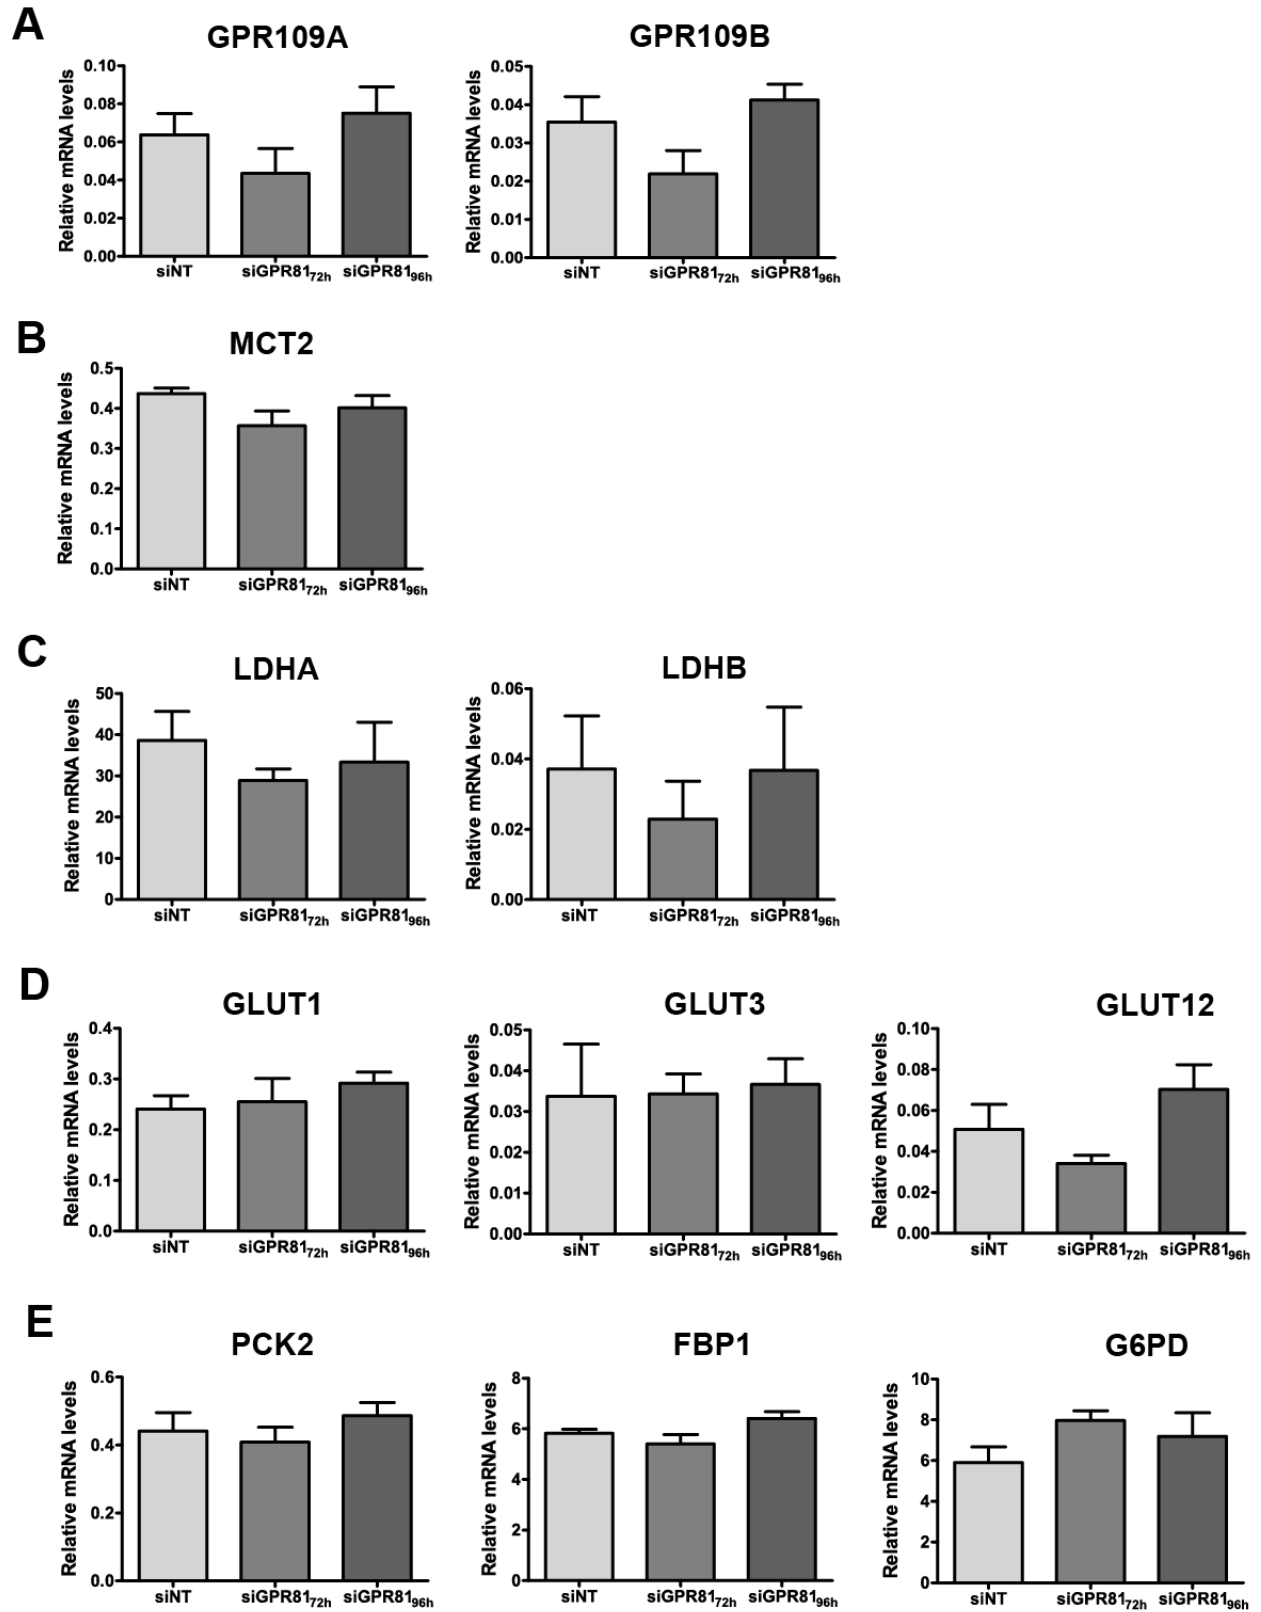 A
GPR109A
GPR109B
Relative mRNA levels
0.10
0.08
0.06
0.04
0.02
0.00
siNT
siGPR8172h
siGPR8196h
Relative mRNA levels
0.05
0.04
0.03
0.02
0.01
0.00
siNT
siGPR8172h
siGPR8196h
B
MCT2
Relative mRNA levels
0.5
0.4
0.3
0.2
0.1
0.0
siNT
siGPR8172h
siGPR8196h
C
LDHA
LDHB
Relative mRNA levels
50
40
30
20
10
0
siNT
siGPR8172h
siGPR8196h
Relative mRNA levels
0.06
0.04
0.02
0.00
siNT
siGPR8172h
siGPR8196h
D
GLUT1
GLUT3
GLUT12
Relative mRNA levels
0.4
0.3
0.2
0.1
0.0
siNT
siGPR8172h
siGPR8196h
Relative mRNA levels
0.05
0.04
0.03
0.02
0.01
0.00
siNT
siGPR8172h
siGPR8196h
Relative mRNA levels
0.10
0.08
0.06
0.04
0.02
0.00
siNT
siGPR8172h
siGPR8196h
E
PCK2
FBP1
G6PD
Relative mRNA levels
0.6
0.4
0.2
0.0
siNT
siGPR8172h
siGPR8196h
Relative mRNA levels
8
6
4
2
0
siNT
siGPR8172h
siGPR8196h
Relative mRNA levels
10
8
6
4
2
0
siNT
siGPR8172h
siGPR8196h